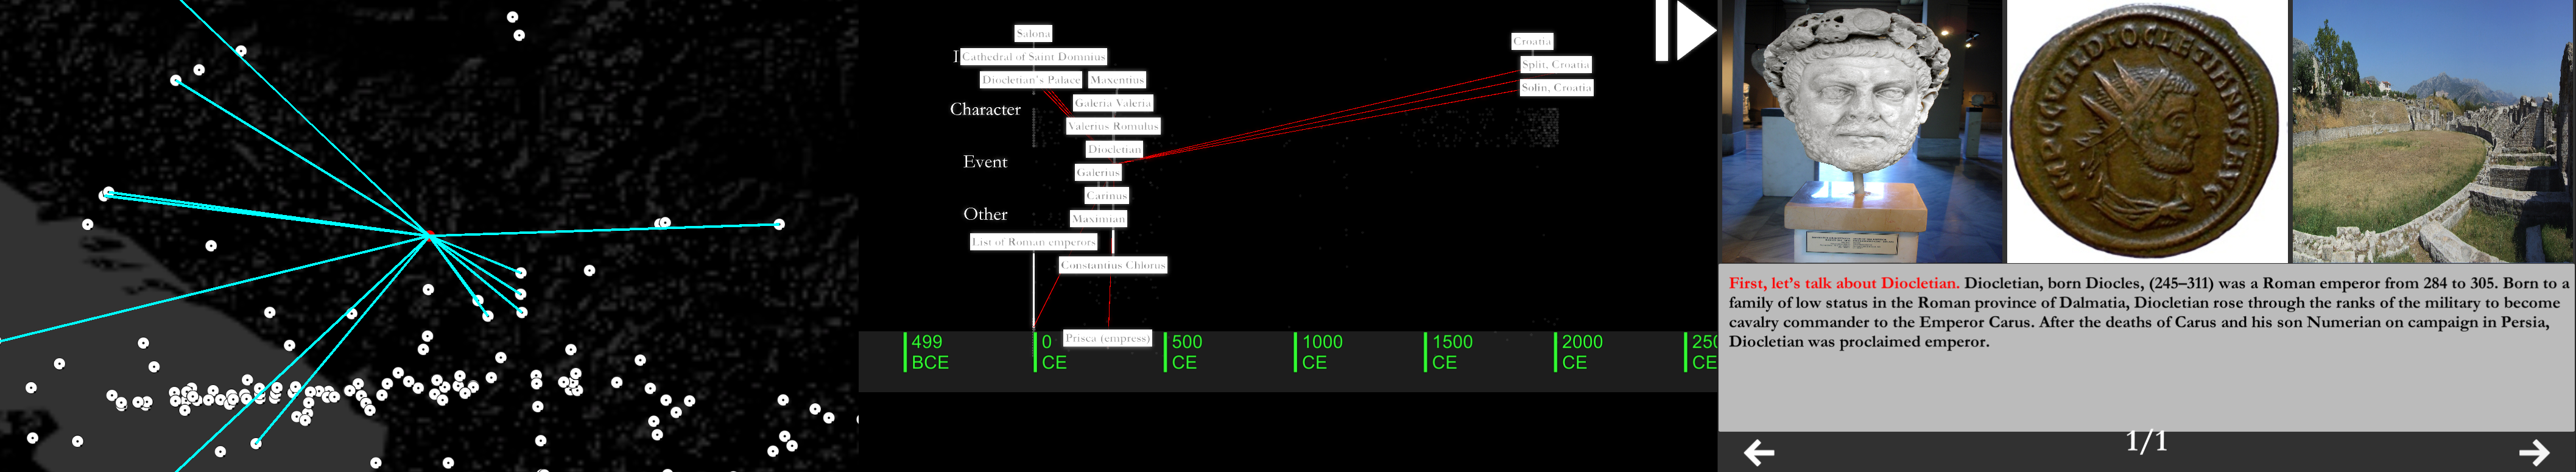 Salona
Cathedral of Saint Domnius
Diocletian's Palace
Maxentius
Character
Galeria Valeria
Valerius Romulus
Diocletian
Event
Galerius
Carinus
Other
Maximian
List of Roman emperors
Constantius Chlorus
Prisca (empress)
Croatia
Split, Croatia
Solin, Croatia
499 BCE
0 CE
500 CE
1000 CE
1500 CE
2000 CE
First, let's talk about Diocletian. Diocletian, born Diocles, (245–311) was a Roman emperor from 284 to 305. Born to a
family of low status in the Roman province of Dalmatia, Diocletian rose through the ranks of the military to become
cavalry commander to the Emperor Carus. After the deaths of Carus and his son Numerian on campaign in Persia,
Diocletian was proclaimed emperor.
1/1